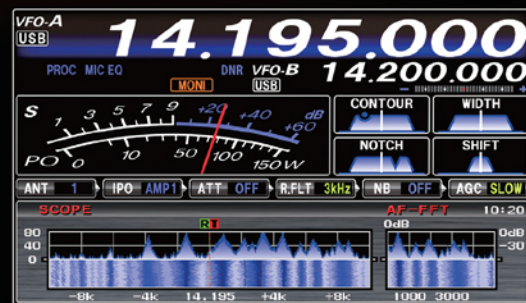 VFO-A 14.195.000
USB
PROC MIC EQ DNR VFO-B 14.200.000
MONI USB
- +
S 1 3 5 7 9 +20 +40 +60 dB
PO 0 10 50 100 150W
CONTOUR WIDTH
NOTCH SHIFT
ANT 1 IPO AMP1 ATT OFF R.FLT 3kHz NB OFF AGC SLOW
SCOPE AF-FFT 10:20
RT 0dB
80 0dB
40 -30
0
-8k -4k 14.195 +4k +8k 1000 3000